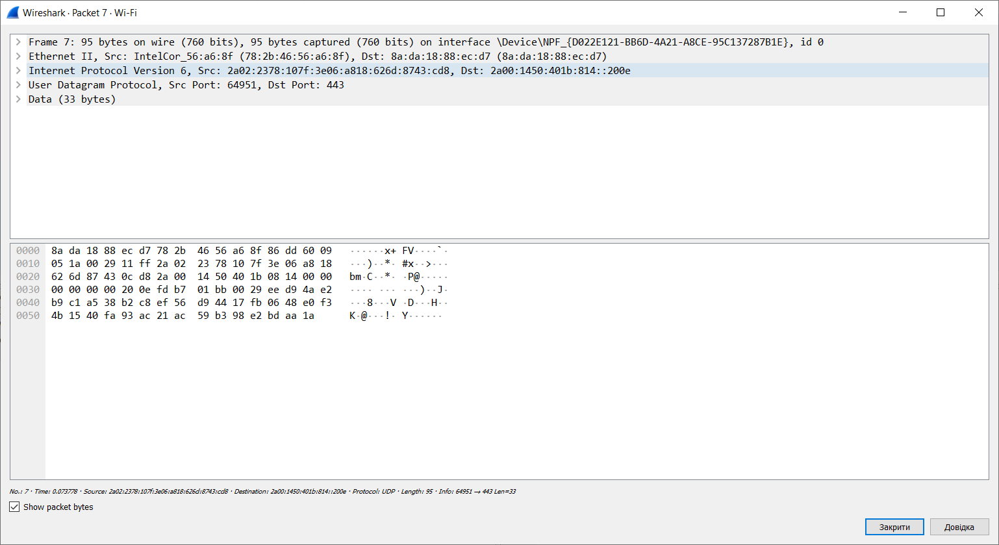 Wireshark · Packet 7 · Wi-Fi
Frame 7: 95 bytes on wire (760 bits), 95 bytes captured (760 bits) on interface \Device\NPF_{D022E121-BB6D-4A21-A8CE-95C137287B1E}, id 0
Ethernet II, Src: IntelCor_56:a6:8f (78:2b:46:56:a6:8f), Dst: 8a:da:18:88:ec:d7 (8a:da:18:88:ec:d7)
Internet Protocol Version 6, Src: 2a02:2378:107f:3e06:a818:626d:8743:cd8, Dst: 2a00:1450:401b:814::200e
User Datagram Protocol, Src Port: 64951, Dst Port: 443
Data (33 bytes)
0000 8a da 18 88 ec d7 78 2b 46 56 a6 8f 86 dd 60 09 ······x+ FV····`·
0010 05 1a 00 29 11 ff 2a 02 23 78 10 7f 3e 06 a8 18 ···)··*· #x··>···
0020 62 6d 87 43 0c d8 2a 00 14 50 40 1b 08 14 00 00 bm·C··*· ·P@·····
0030 00 00 00 00 20 0e fd b7 01 bb 00 29 ee d9 4a e2 ···· ··· ···)··J·
0040 b9 c1 a5 38 b2 c8 ef 56 d9 44 17 fb 06 48 e0 f3 ···8···V ·D···H··
0050 4b 15 40 fa 93 ac 21 ac 59 b3 98 e2 bd aa 1a K·@···!· Y······
No.: 7 · Time: 0.073778 · Source: 2a02:2378:107f:3e06:a818:626d:8743:cd8 · Destination: 2a00:1450:401b:814::200e · Protocol: UDP · Length: 95 · Info: 64951 → 443 Len=33
Show packet bytes
Закрити Довідка